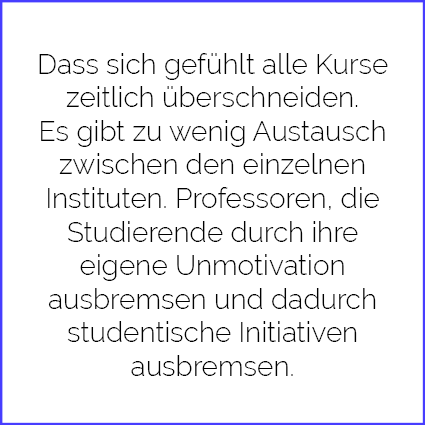 Dass sich gefühlt alle Kurse
zeitlich überschneiden.
Es gibt zu wenig Austausch
zwischen den einzelnen
Instituten. Professoren, die
Studierende durch ihre
eigene Unmotivation
ausbremsen und dadurch
studentische Initiativen
ausbremsen.